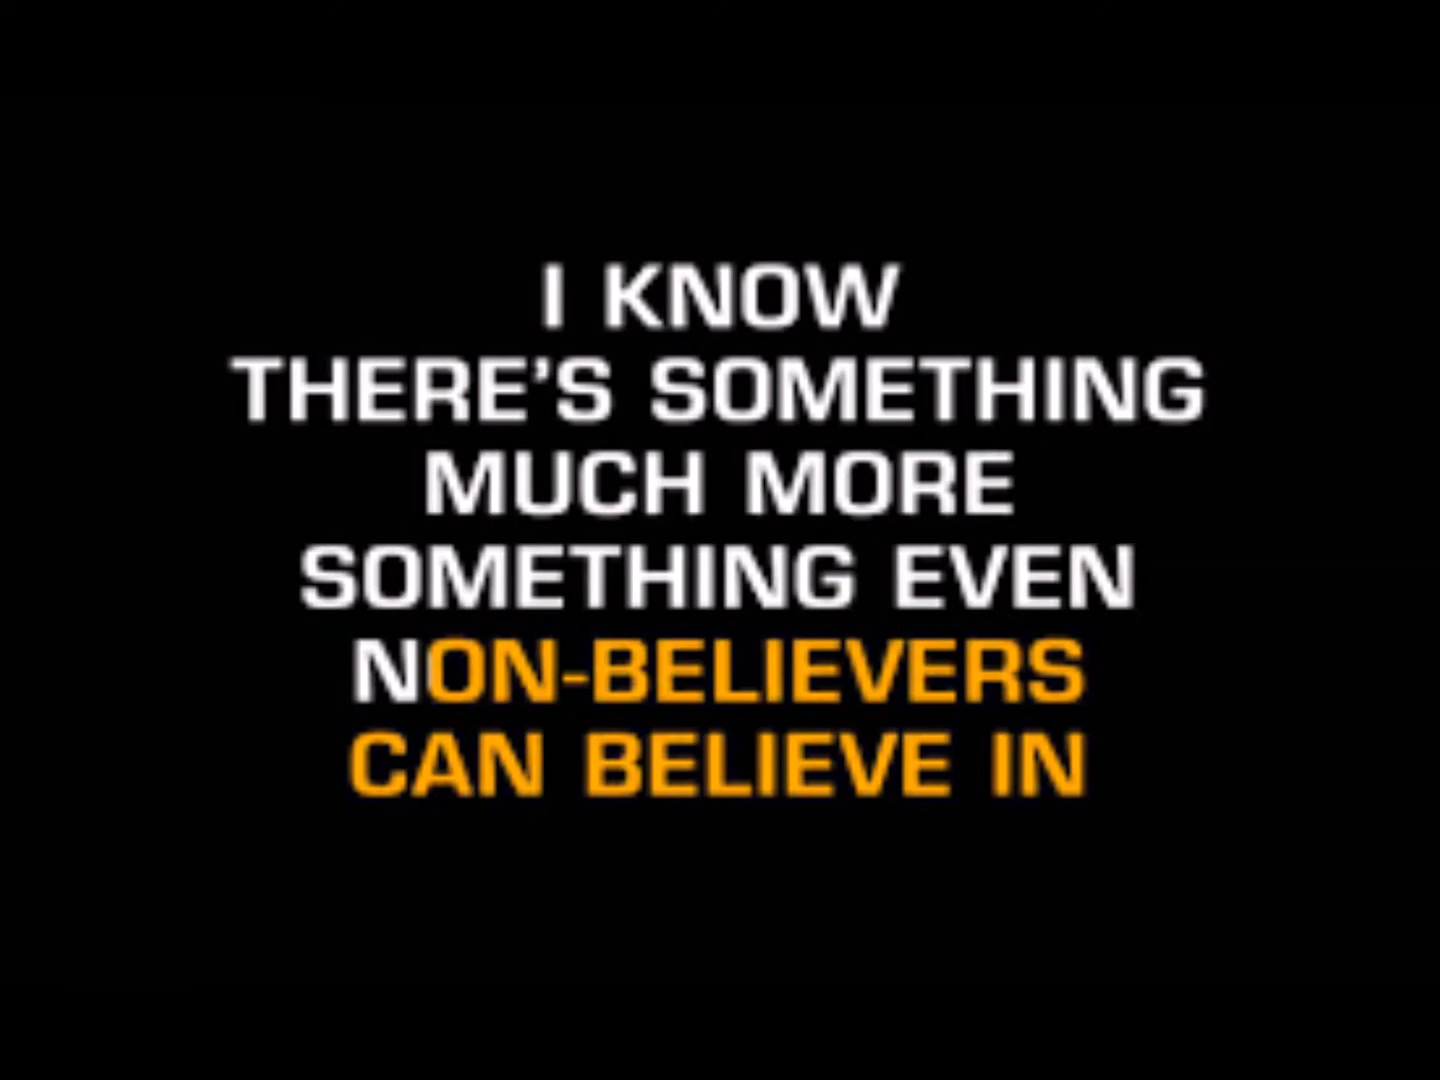 I KNOW
THERE'S SOMETHING
MUCH MORE
SOMETHING EVEN
NON-BELIEVERS
CAN BELIEVE IN